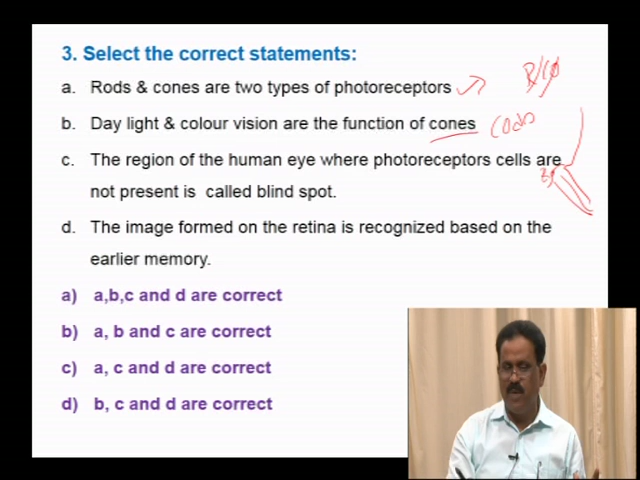 3. Select the correct statements:
a. Rods & cones are two types of photoreceptors
b. Day light & colour vision are the function of cones
c. The region of the human eye where photoreceptors cells are
not present is called blind spot.
d. The image formed on the retina is recognized based on the
earlier memory.
a) a,b,c and d are correct
b) a, b and c are correct
c) a, c and d are correct
d) b, c and d are correct